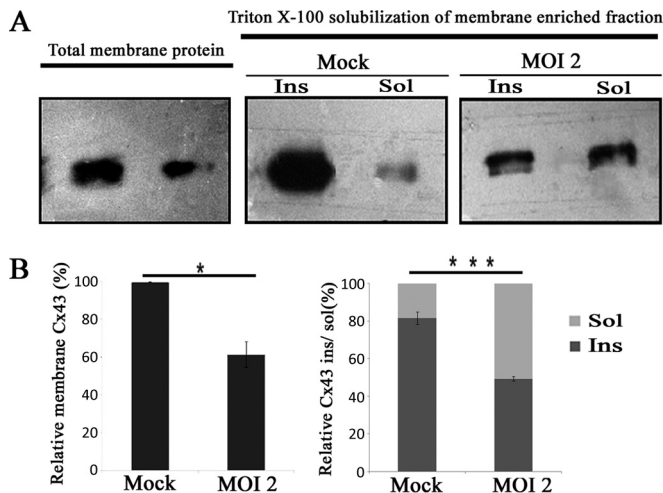 A
Triton X-100 solubilization of membrane enriched fraction
Total membrane protein
Mock
MOI 2
Ins
Sol
Ins
Sol
B
Relative membrane Cx43 (%)
100
80
60
40
20
0
*
Mock
MOI 2
Relative Cx43 ins/ sol(%)
100
80
60
40
20
0
* * *
Mock
MOI 2
Sol
Ins